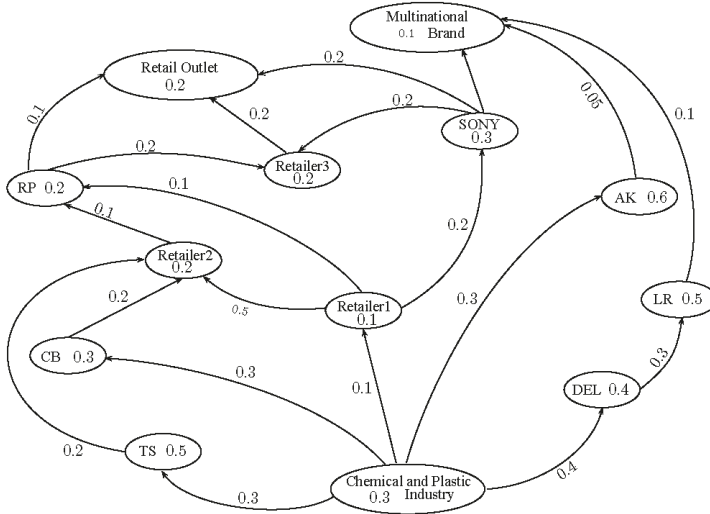 Multinational
0.1 Brand
Retail Outlet
0.2
0.2
0.05
0.1
0.1
0.2
0.2
SONY
0.3
0.2
Retailer3
0.2
RP 0.2
0.1
AK 0.6
0.1
0.2
Retailer2
0.2
0.3
LR 0.5
0.2
0.5
Retailer1
0.1
CB 0.3
0.3
0.3
0.1
DEL 0.4
0.2
TS 0.5
0.4
Chemical and Plastic
0.3 Industry
0.3